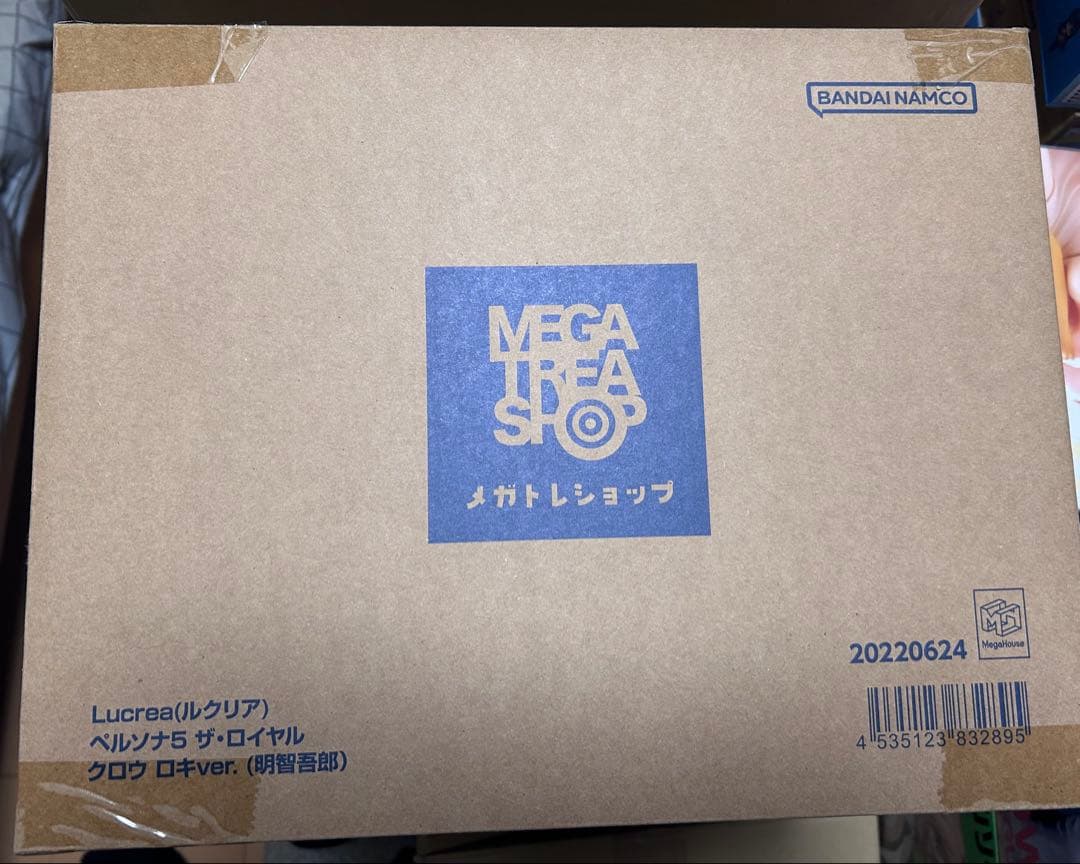 BANDAI NAMCO
MEGA
TREA
SHOP
メガトレショップ
20220624
MegaHouse
Lucrea(ルクリア)
ペルソナ5 ザ・ロイヤル
クロウ ロキver. (明智吾郎)
4 535123 832895